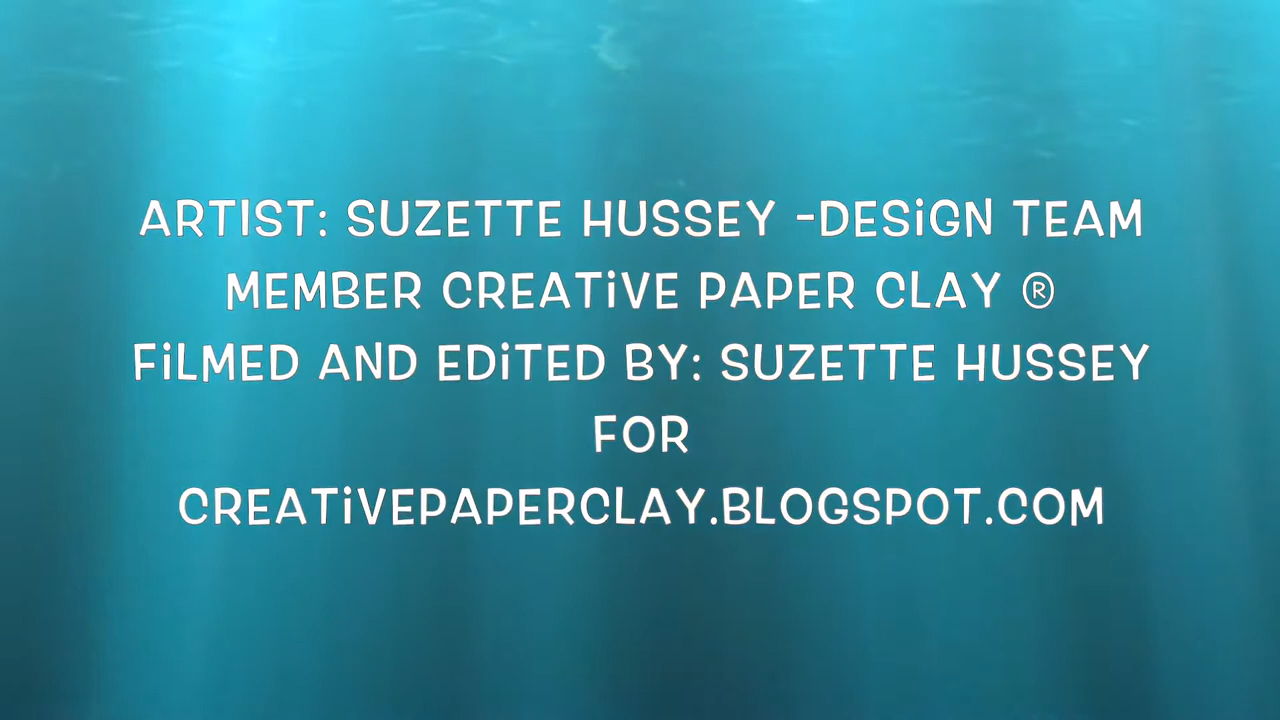 ARTIST: SUZETTE HUSSEY -DESiGN TEAM
MEMBER CREATiVE PAPER CLAY ®
FiLMED AND EDiTED BY: SUZETTE HUSSEY
FOR
CREATiVEPAPERCLAY.BLOGSPOT.COM